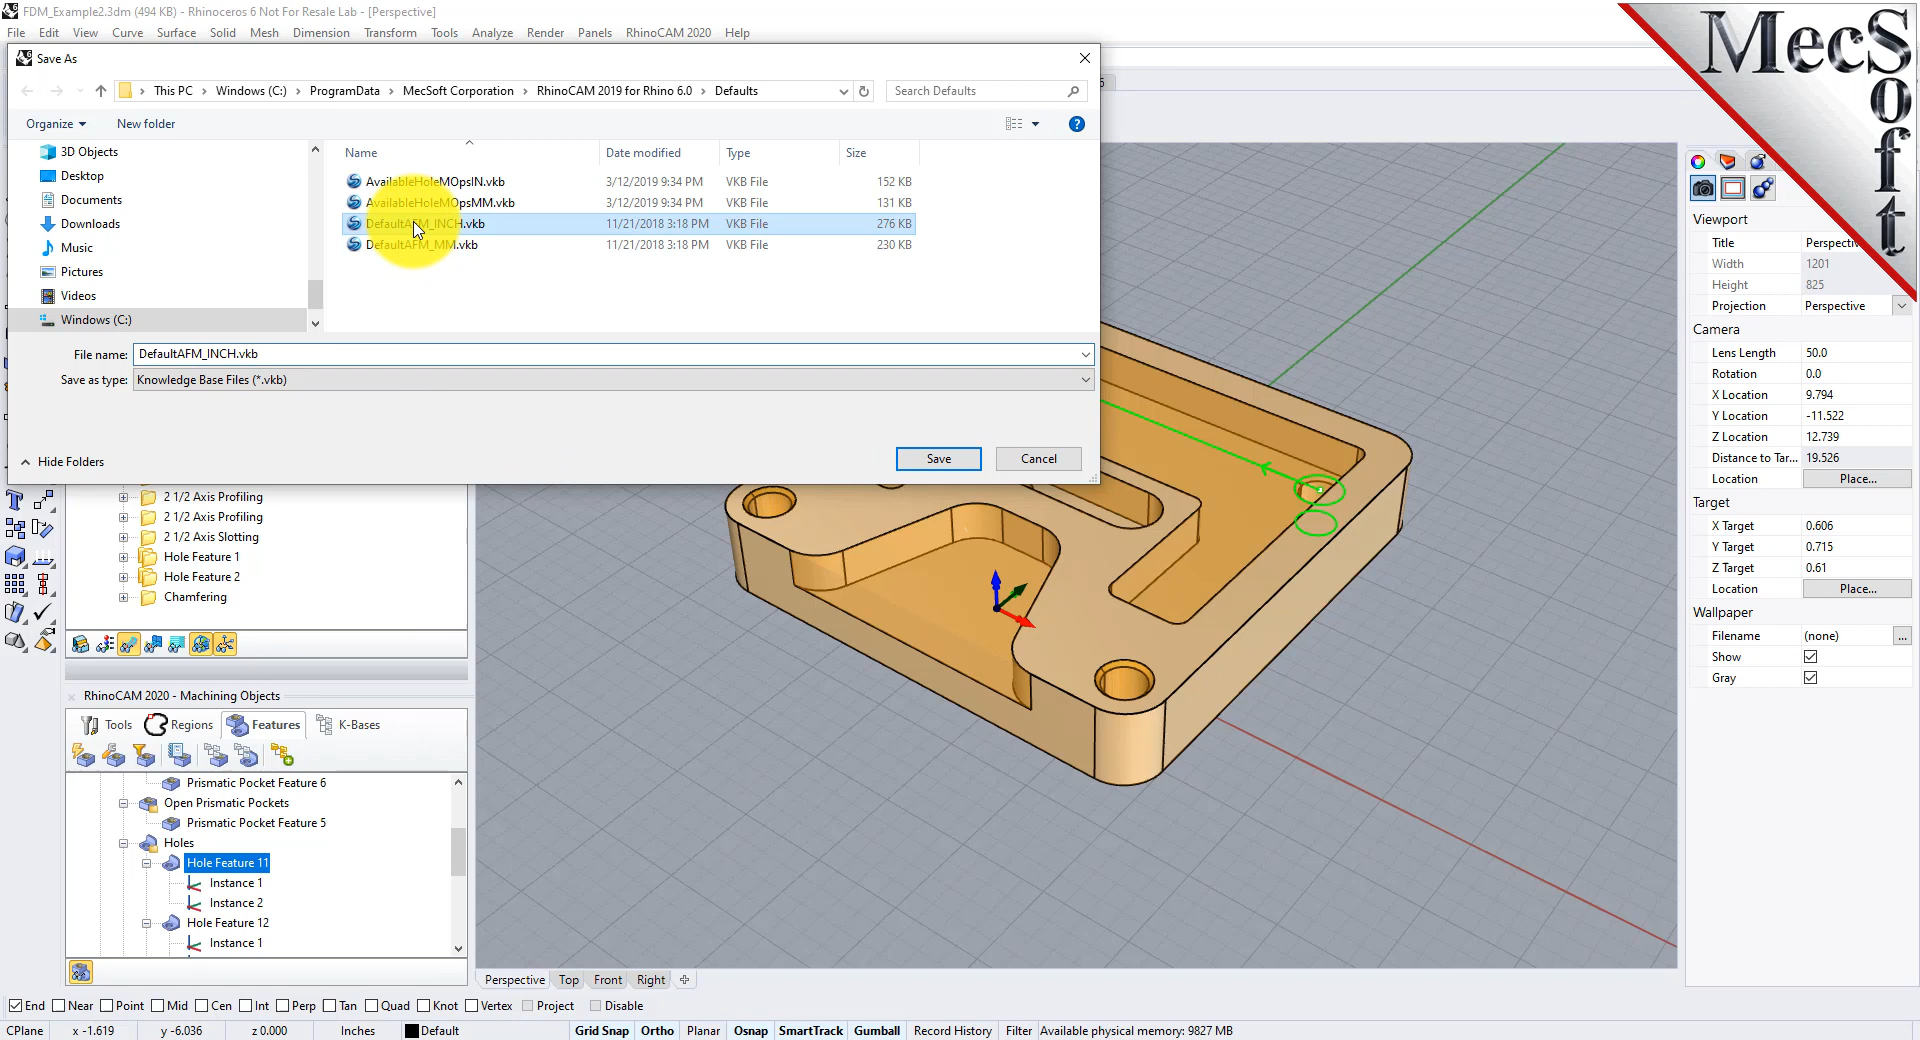 FDM_Example2.3dm (494 KB) - Rhinoceros 6 Not For Resale Lab - [Perspective]
File Edit View Curve Surface Solid Mesh Dimension Transform Tools Analyze Render Panels RhinoCAM 2020 Help
MecSoft
Save As
This PC › Windows (C:) › ProgramData › MecSoft Corporation › RhinoCAM 2019 for Rhino 6.0 › Defaults
Search Defaults
Organize New folder
Name Date modified Type Size
3D Objects
Desktop
Documents
Downloads
Music
Pictures
Videos
Windows (C:)
AvailableHoleMOpsIN.vkb 3/12/2019 9:34 PM VKB File 152 KB
AvailableHoleMOpsMM.vkb 3/12/2019 9:34 PM VKB File 131 KB
DefaultAFM_INCH.vkb 11/21/2018 3:18 PM VKB File 276 KB
DefaultAFM_MM.vkb 11/21/2018 3:18 PM VKB File 230 KB
File name: DefaultAFM_INCH.vkb
Save as type: Knowledge Base Files (*.vkb)
Hide Folders
Save Cancel
2 1/2 Axis Profiling
2 1/2 Axis Profiling
2 1/2 Axis Slotting
Hole Feature 1
Hole Feature 2
Chamfering
RhinoCAM 2020 - Machining Objects
Tools Regions Features K-Bases
Prismatic Pocket Feature 6
Open Prismatic Pockets
Prismatic Pocket Feature 5
Holes
Hole Feature 11
Instance 1
Instance 2
Hole Feature 12
Instance 1
Viewport
Title Perspecti
Width 1201
Height 825
Projection Perspective
Camera
Lens Length 50.0
Rotation 0.0
X Location 9.794
Y Location -11.522
Z Location 12.739
Distance to Tar... 19.526
Location Place...
Target
X Target 0.606
Y Target 0.715
Z Target 0.61
Location Place...
Wallpaper
Filename (none) ...
Show
Gray
Perspective Top Front Right
End Near Point Mid Cen Int Perp Tan Quad Knot Vertex Project Disable
CPlane x -1.619 y -6.036 z 0.000 Inches Default Grid Snap Ortho Planar Osnap SmartTrack Gumball Record History Filter Available physical memory: 9827 MB